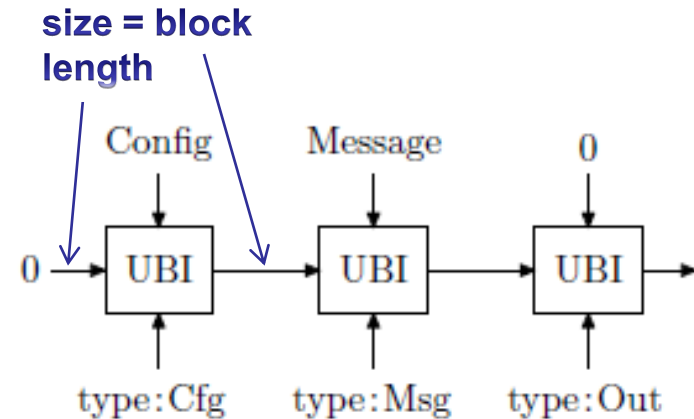 size = block
length
Config Message 0
0 UBI UBI UBI
type:Cfg type:Msg type:Out